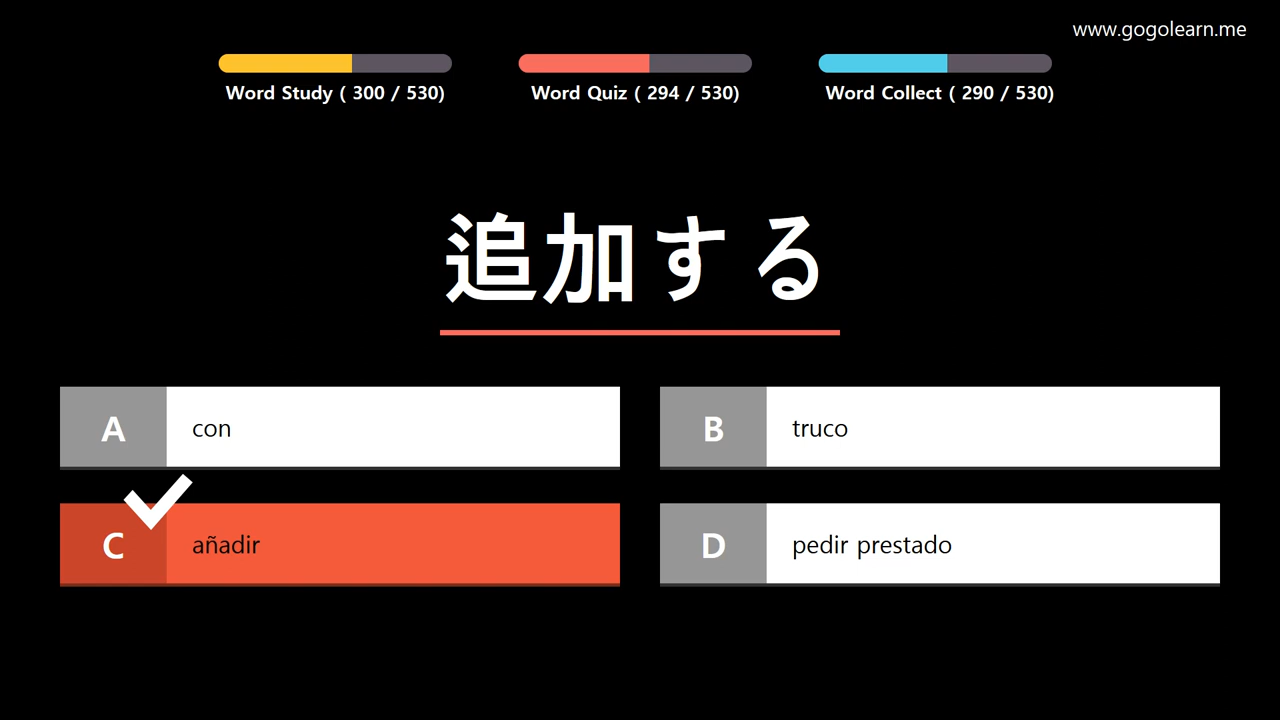 www.gogolearn.me
Word Study ( 300 / 530)
Word Quiz ( 294 / 530)
Word Collect ( 290 / 530)
追加する
A con
B truco
C añadir
D pedir prestado